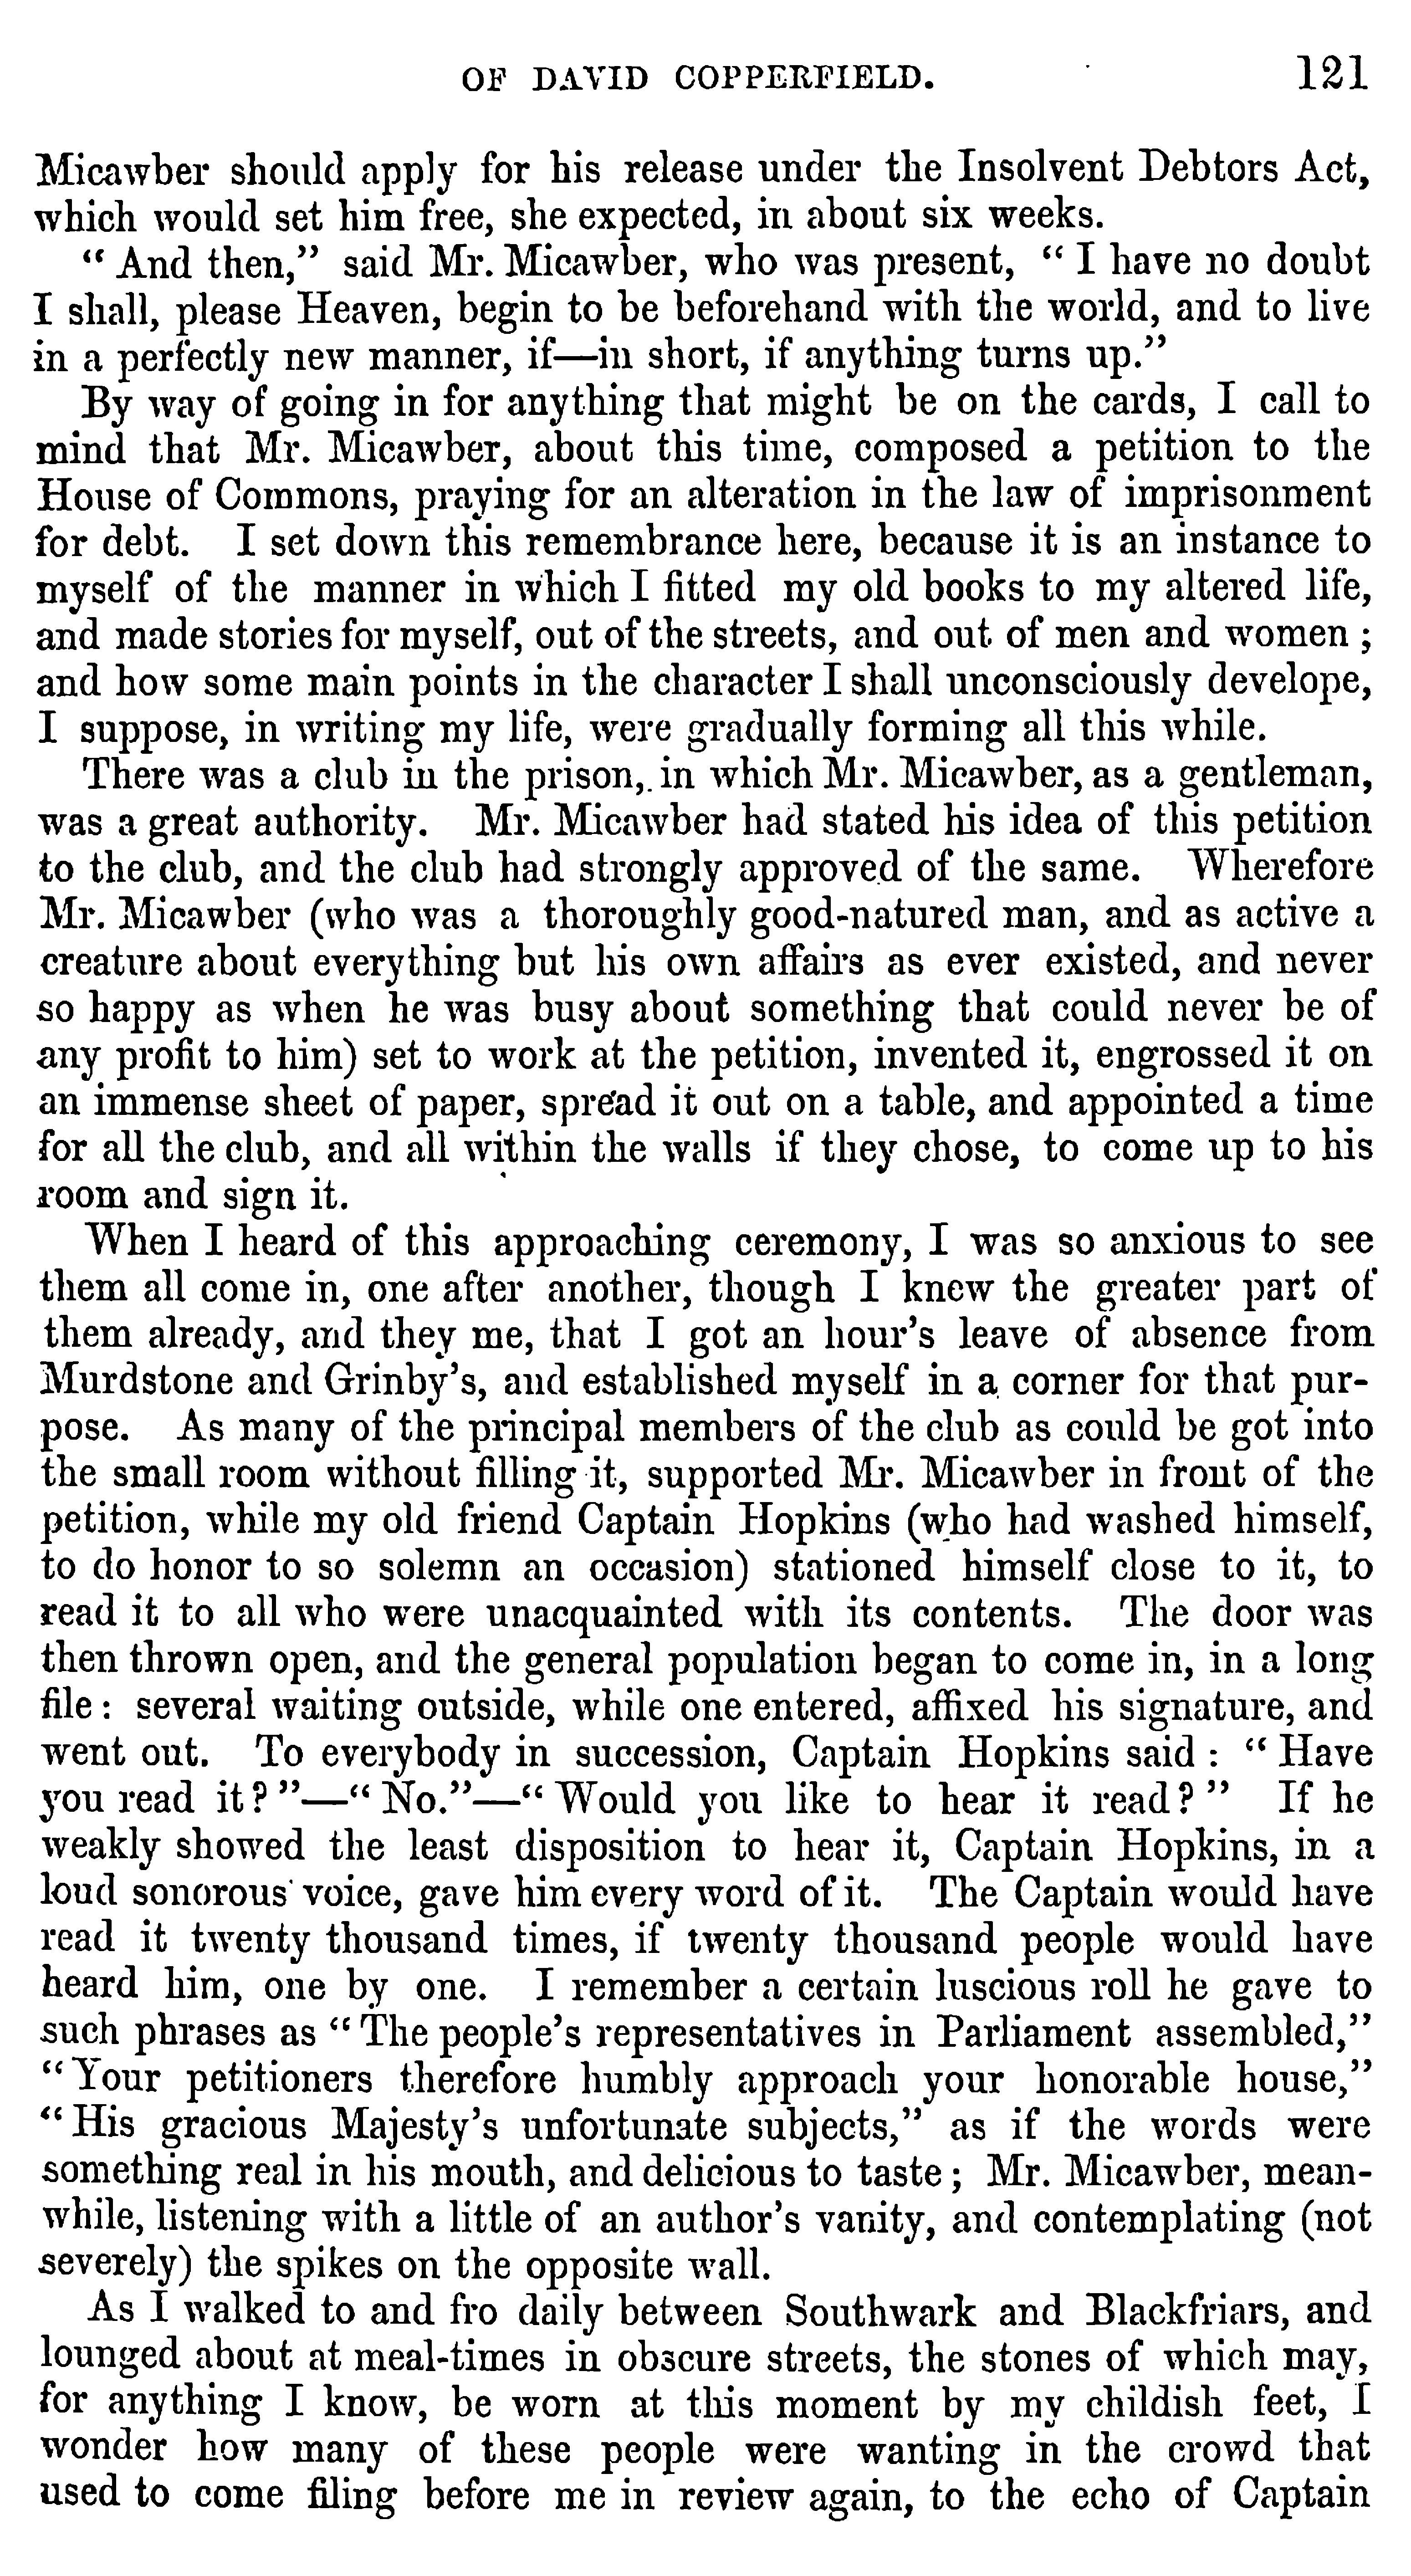 OF DAVID COPPERFIELD. 121
Micawber should apply for his release under the Insolvent Debtors Act,
which would set him free, she expected, in about six weeks.
“And then,” said Mr. Micawber, who was present, “I have no doubt
I shall, please Heaven, begin to be beforehand with the world, and to live
in a perfectly new manner, if—in short, if anything turns up.”
By way of going in for anything that might be on the cards, I call to
mind that Mr. Micawber, about this time, composed a petition to the
House of Commons, praying for an alteration in the law of imprisonment
for debt. I set down this remembrance here, because it is an instance to
myself of the manner in which I fitted my old books to my altered life,
and made stories for myself, out of the streets, and out of men and women;
and how some main points in the character I shall unconsciously develope,
I suppose, in writing my life, were gradually forming all this while.
There was a club in the prison, in which Mr. Micawber, as a gentleman,
was a great authority. Mr. Micawber had stated his idea of this petition
to the club, and the club had strongly approved of the same. Wherefore
Mr. Micawber (who was a thoroughly good-natured man, and as active a
creature about everything but his own affairs as ever existed, and never
so happy as when he was busy about something that could never be of
any profit to him) set to work at the petition, invented it, engrossed it on
an immense sheet of paper, spread it out on a table, and appointed a time
for all the club, and all within the walls if they chose, to come up to his
room and sign it.
When I heard of this approaching ceremony, I was so anxious to see
them all come in, one after another, though I knew the greater part of
them already, and they me, that I got an hour’s leave of absence from
Murdstone and Grinby’s, and established myself in a corner for that pur-
pose. As many of the principal members of the club as could be got into
the small room without filling it, supported Mr. Micawber in front of the
petition, while my old friend Captain Hopkins (who had washed himself,
to do honor to so solemn an occasion) stationed himself close to it, to
read it to all who were unacquainted with its contents. The door was
then thrown open, and the general population began to come in, in a long
file: several waiting outside, while one entered, affixed his signature, and
went out. To everybody in succession, Captain Hopkins said: “Have
you read it?”—“No.”—“Would you like to hear it read?” If he
weakly showed the least disposition to hear it, Captain Hopkins, in a
loud sonorous voice, gave him every word of it. The Captain would have
read it twenty thousand times, if twenty thousand people would have
heard him, one by one. I remember a certain luscious roll he gave to
such phrases as “The people’s representatives in Parliament assembled,”
“Your petitioners therefore humbly approach your honorable house,”
“His gracious Majesty’s unfortunate subjects,” as if the words were
something real in his mouth, and delicious to taste; Mr. Micawber, mean-
while, listening with a little of an author’s vanity, and contemplating (not
severely) the spikes on the opposite wall.
As I walked to and fro daily between Southwark and Blackfriars, and
lounged about at meal-times in obscure streets, the stones of which may,
for anything I know, be worn at this moment by my childish feet, I
wonder how many of these people were wanting in the crowd that
used to come filing before me in review again, to the echo of Captain